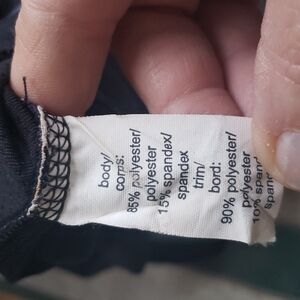 body/
corps:
85% polyester/
polyester
15% spandex/
spandex
trim/
bord:
90% polyester/
polyester
10% spandex/